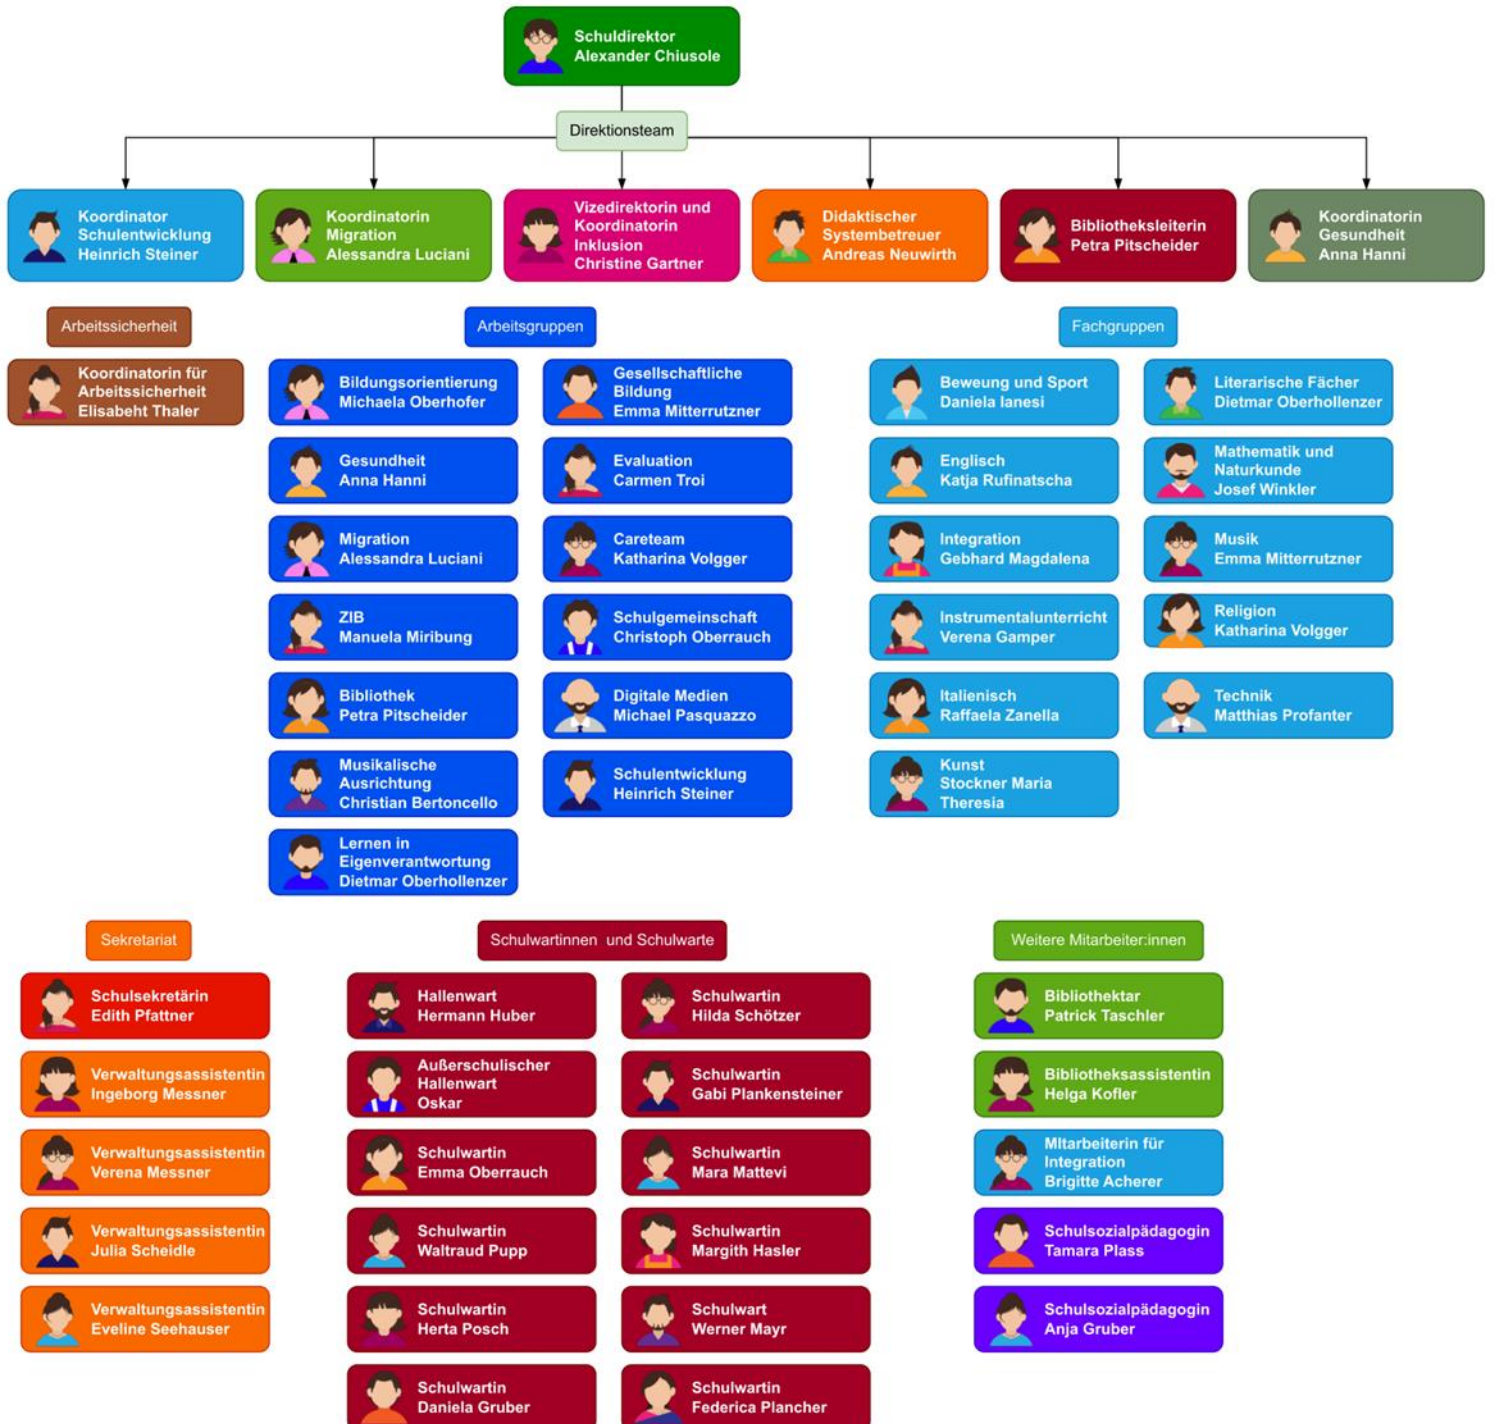 Schuldirektor
Alexander Chiusole
Direktionsteam
Koordinator
Schulentwicklung
Heinrich Steiner
Koordinatorin
Migration
Alessandra Luciani
Vizedirektorin und
Koordinatorin
Inklusion
Christine Gartner
Didaktischer
Systembetreuer
Andreas Neuwirth
Bibliotheksleiterin
Petra Pitscheider
Koordinatorin
Gesundheit
Anna Hanni
Arbeitssicherheit
Koordinatorin für
Arbeitssicherheit
Elisabeht Thaler
Arbeitsgruppen
Bildungsorientierung
Michaela Oberhofer
Gesellschaftliche
Bildung
Emma Mitterrutzner
Gesundheit
Anna Hanni
Evaluation
Carmen Troi
Migration
Alessandra Luciani
Careteam
Katharina Volgger
ZIB
Manuela Miribung
Schulgemeinschaft
Christoph Oberrauch
Bibliothek
Petra Pitscheider
Digitale Medien
Michael Pasquazzo
Musikalische
Ausrichtung
Christian Bertoncello
Schulentwicklung
Heinrich Steiner
Lernen in
Eigenverantwortung
Dietmar Oberhollenzer
Fachgruppen
Beweung und Sport
Daniela Ianesi
Literarische Fächer
Dietmar Oberhollenzer
Englisch
Katja Rufinatscha
Mathematik und
Naturkunde
Josef Winkler
Integration
Gebhard Magdalena
Musik
Emma Mitterrutzner
Instrumentalunterricht
Verena Gamper
Religion
Katharina Volgger
Italienisch
Raffaela Zanella
Technik
Matthias Profanter
Kunst
Stockner Maria
Theresia
Sekretariat
Schulsekretärin
Edith Pfattner
Verwaltungsassistentin
Ingeborg Messner
Verwaltungsassistentin
Verena Messner
Verwaltungsassistentin
Julia Scheidle
Verwaltungsassistentin
Eveline Seehauser
Schulwartinnen und Schulwarte
Hallenwart
Hermann Huber
Schulwartin
Hilda Schötzer
Außerschulischer
Hallenwart
Oskar
Schulwartin
Gabi Plankensteiner
Schulwartin
Emma Oberrauch
Schulwartin
Mara Mattevi
Schulwartin
Waltraud Pupp
Schulwartin
Margith Hasler
Schulwartin
Herta Posch
Schulwart
Werner Mayr
Schulwartin
Daniela Gruber
Schulwartin
Federica Plancher
Weitere Mitarbeiter:innen
Bibliothektar
Patrick Taschler
Bibliotheksassistentin
Helga Kofler
MItarbeiterin für
Integration
Brigitte Acherer
Schulsozialpädagogin
Tamara Plass
Schulsozialpädagogin
Anja Gruber